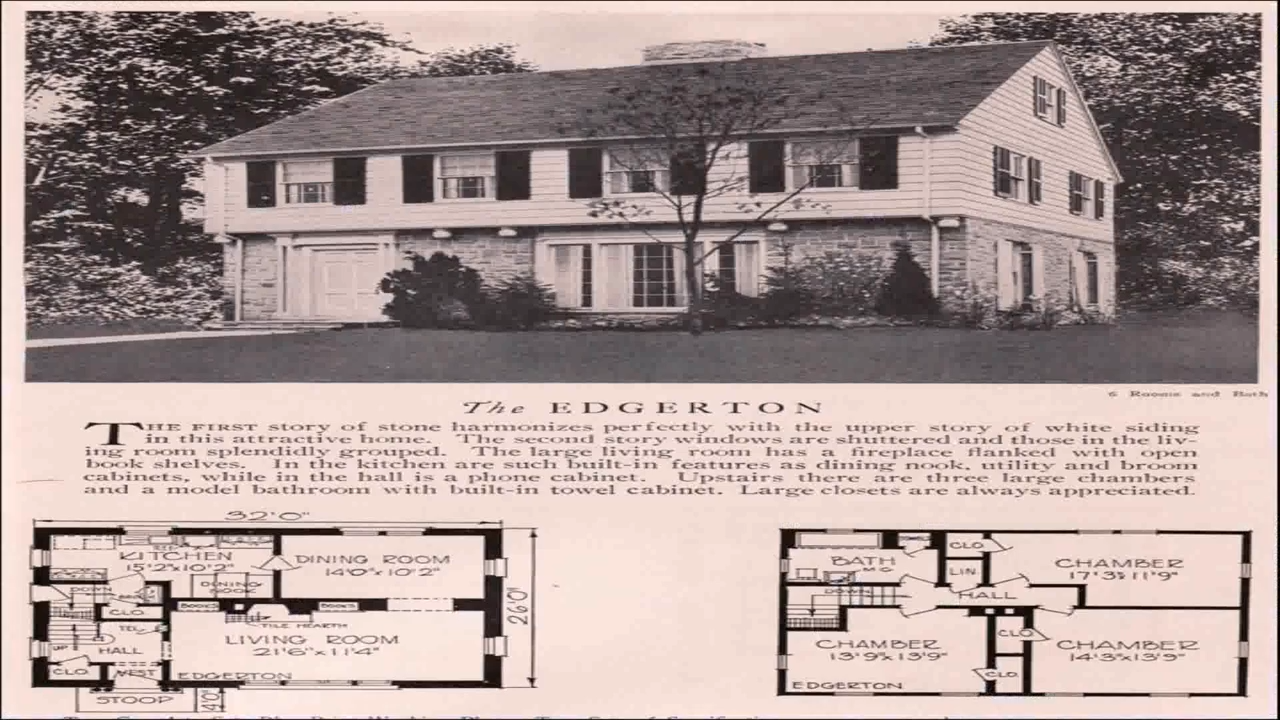 6 Rooms and Bath
The EDGERTON
THE FIRST story of stone harmonizes perfectly with the upper story of white siding
in this attractive home. The second story windows are shuttered and those in the liv-
ing room splendidly grouped. The large living room has a fireplace flanked with open
book shelves. In the kitchen are such built-in features as dining nook, utility and broom
cabinets, while in the hall is a phone cabinet. Upstairs there are three large chambers
and a model bathroom with built-in towel cabinet. Large closets are always appreciated.
32'0"
KITCHEN
15'2"x10'2"
DINING ROOM
14'0"x10'2"
DINING
NOOK
DOWN
CLO.
BOOKS
BOOKS
TILE HEARTH
TEL.
LIVING ROOM
21'6"x11'4"
UP
HALL
CLO.
VEST.
EDGERTON
STOOP
4'0"
26'0"
BATH
M.C.
CLO.
LIN.
CHAMBER
17'3"x11'9"
DOWN
HALL
CHAMBER
13'9"x13'9"
CLO.
CLO.
CHAMBER
14'3"x13'9"
EDGERTON